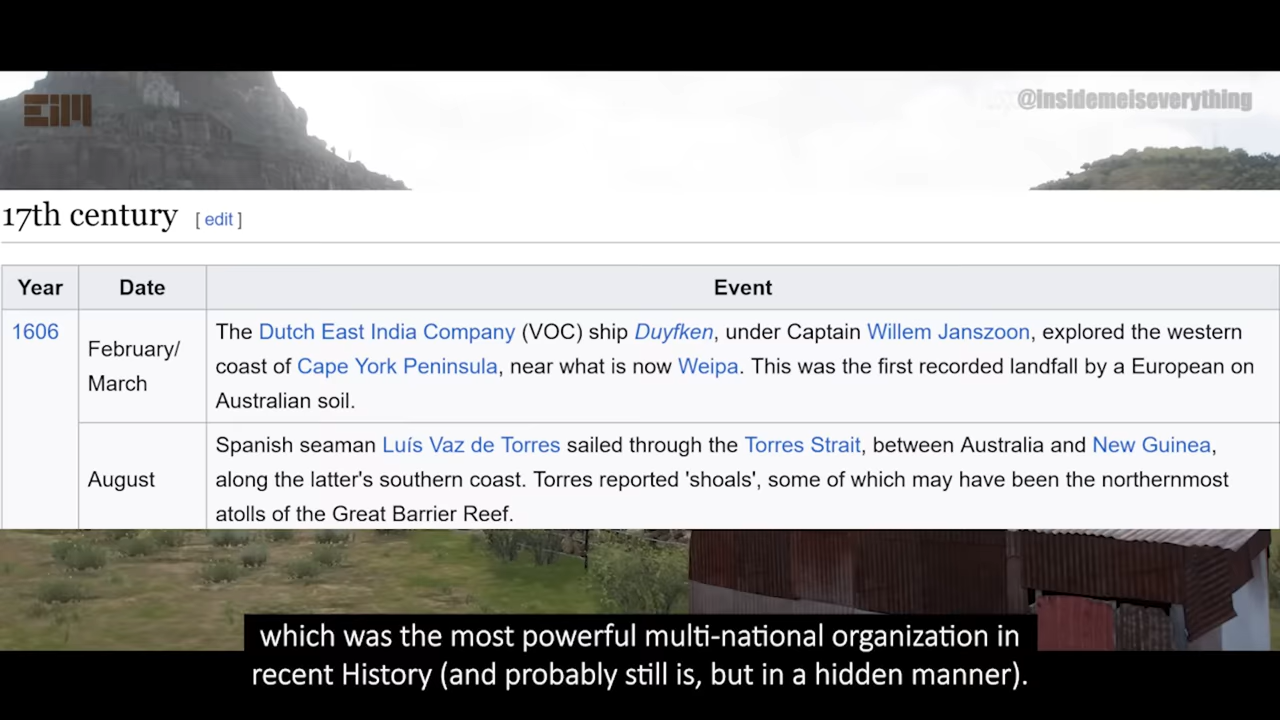 EIM
@insidemeiseverything
17th century [ edit ]
Year Date Event
1606 February/ March The Dutch East India Company (VOC) ship Duyfken, under Captain Willem Janszoon, explored the western
coast of Cape York Peninsula, near what is now Weipa. This was the first recorded landfall by a European on
Australian soil.
August Spanish seaman Luís Vaz de Torres sailed through the Torres Strait, between Australia and New Guinea,
along the latter's southern coast. Torres reported 'shoals', some of which may have been the northernmost
atolls of the Great Barrier Reef.
which was the most powerful multi-national organization in
recent History (and probably still is, but in a hidden manner).